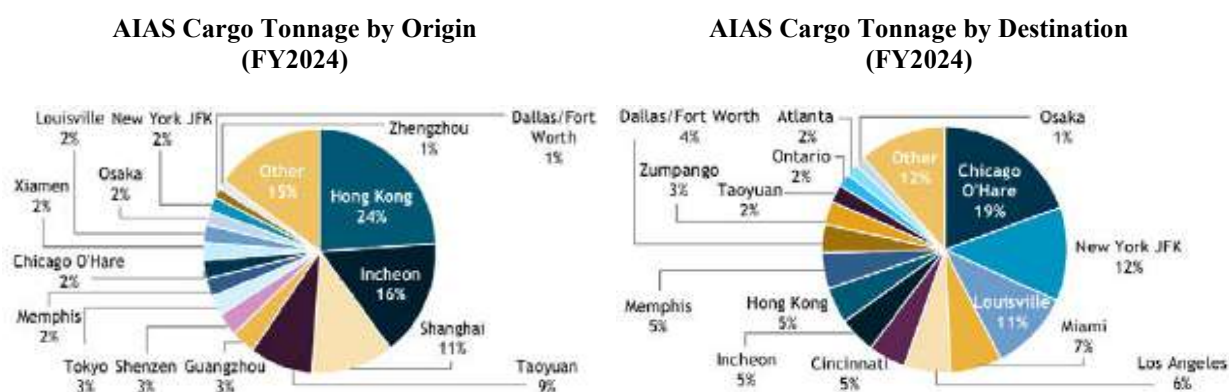 AIAS Cargo Tonnage by Origin
(FY2024)
Louisville
2%
New York JFK
2%
Zhengzhou
1%
Dallas/Fort
Worth
1%
Other
15%
Hong Kong
24%
Osaka
2%
Xiamen
2%
Incheon
16%
Chicago O'Hare
2%
Memphis
2%
Shanghai
11%
Tokyo
3%
Shenzen
3%
Guangzhou
3%
Taoyuan
9%
AIAS Cargo Tonnage by Destination
(FY2024)
Dallas/Fort Worth
4%
Atlanta
2%
Osaka
1%
Other
12%
Chicago
O'Hare
19%
Ontario
2%
Zumpango
3%
Taoyuan
2%
New York JFK
12%
Memphis
5%
Hong Kong
5%
Louisville
11%
Miami
7%
Incheon
5%
Cincinnati
5%
Los Angeles
6%